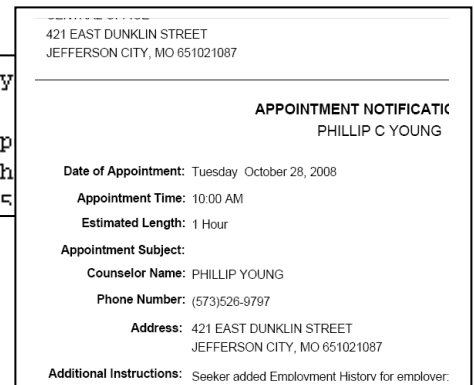 421 EAST DUNKLIN STREET
JEFFERSON CITY, MO 651021087
APPOINTMENT NOTIFICATIO
PHILLIP C YOUNG
Date of Appointment: Tuesday October 28, 2008
Appointment Time: 10:00 AM
Estimated Length: 1 Hour
Appointment Subject:
Counselor Name: PHILLIP YOUNG
Phone Number: (573)526-9797
Address: 421 EAST DUNKLIN STREET
JEFFERSON CITY, MO 651021087
Additional Instructions: Seeker added Employment History for employer:
y
p
h